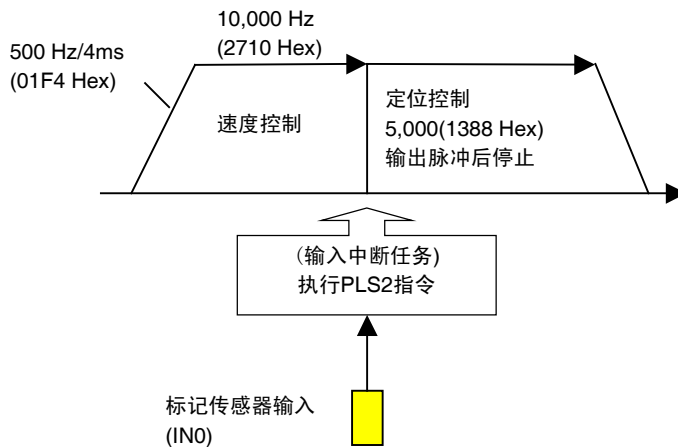 10,000 Hz
(2710 Hex)
500 Hz/4ms
(01F4 Hex)
速度控制
定位控制
5,000(1388 Hex)
输出脉冲后停止
(输入中断任务)
执行PLS2指令
标记传感器输入
(IN0)